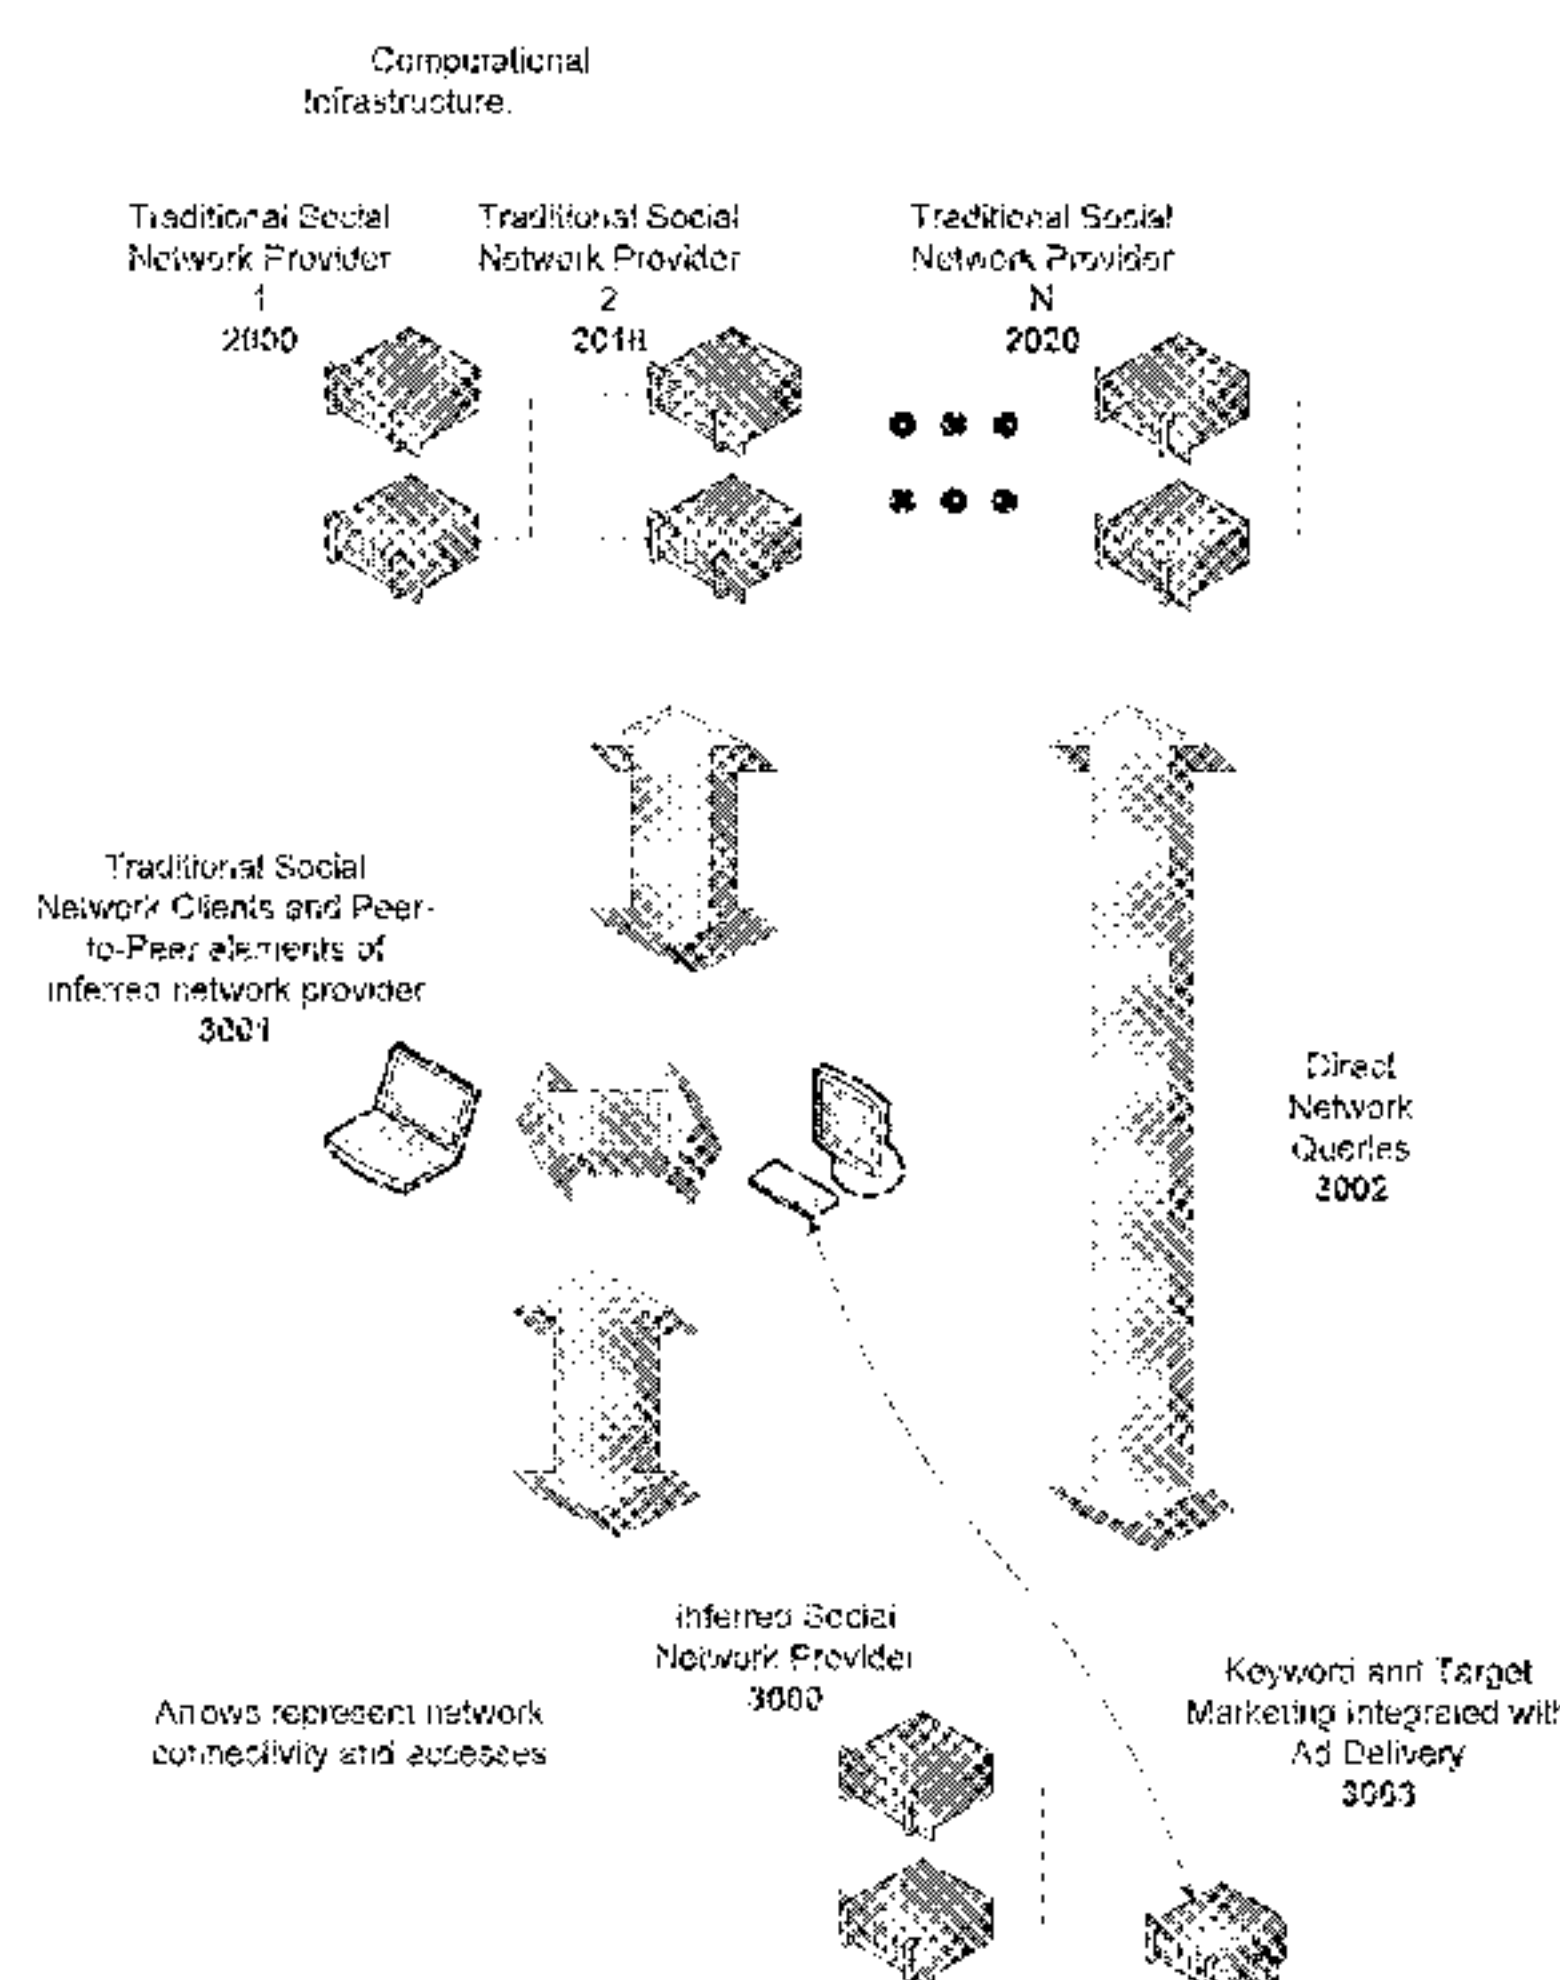 Computational
Infrastructure.
Traditional Social
Network Provider
1
2000
Traditional Social
Network Provider
2
2010
Traditional Social
Network Provider
N
2020
Traditional Social
Network Clients and Peer-
to-Peer elements of
inferred network provider
3001
Direct
Network
Queries
3002
Inferred Social
Network Provider
3000
Arrows represent network
connectivity and accesses
Keyword and Target
Marketing integrated with
Ad Delivery
3003